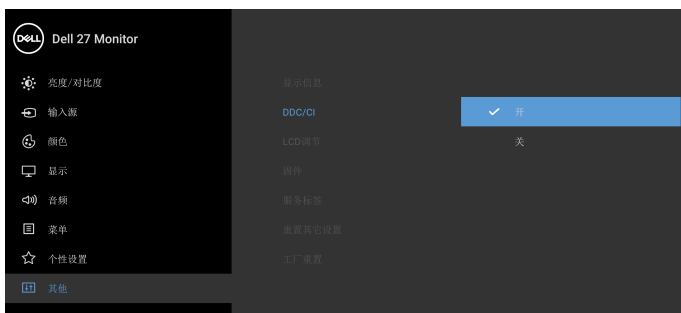 DELL
Dell 27 Monitor
亮度/对比度
输入源
颜色
显示
音频
菜单
个性设置
其他
显示信息
DDC/CI
LCD调节
固件
服务标签
重置其它设置
工厂重置
开
关